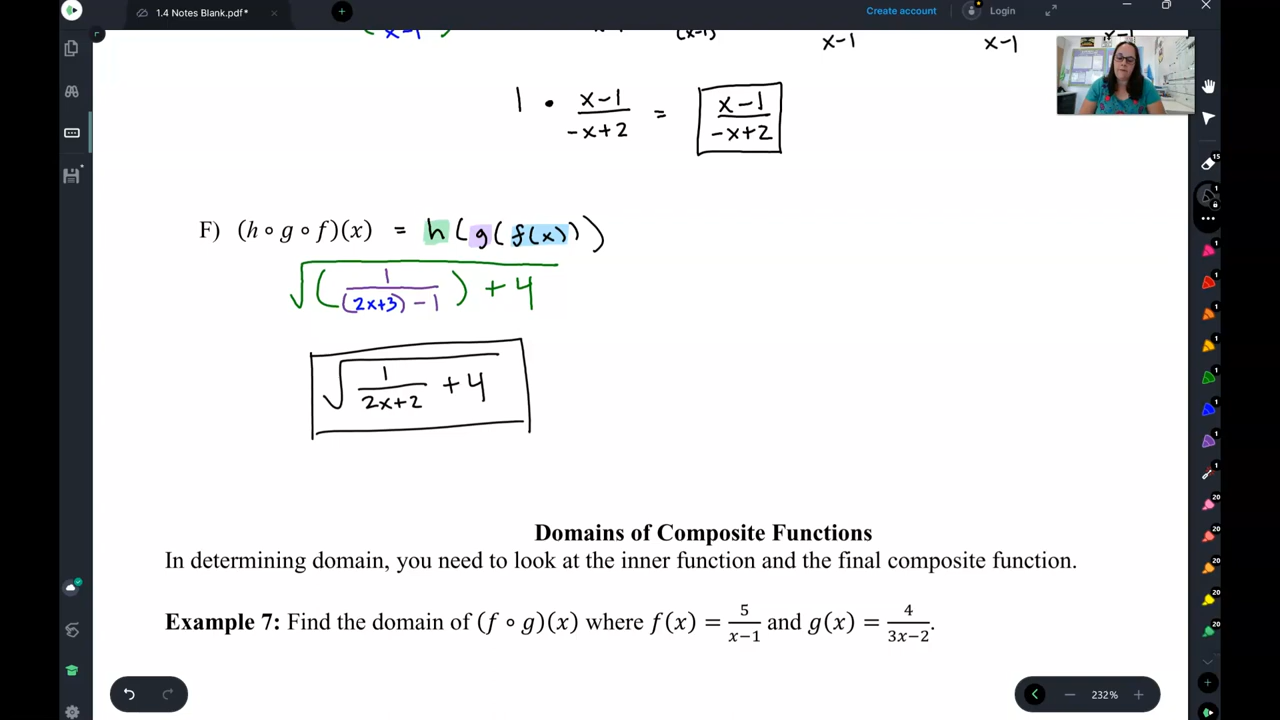 1.4 Notes Blank.pdf*
Create account
Login
(x-1)
x-1
x-1
x-1
x-1
1 • x-1/-x+2 = x-1/-x+2
F) (h ∘ g ∘ f)(x) = h(g(f(x)))
√(1/((2x+3)-1)) + 4
√1/2x+2 + 4
Domains of Composite Functions
In determining domain, you need to look at the inner function and the final composite function.
Example 7: Find the domain of (f ∘ g)(x) where f(x) = 5/x−1 and g(x) = 4/3x−2.
232%